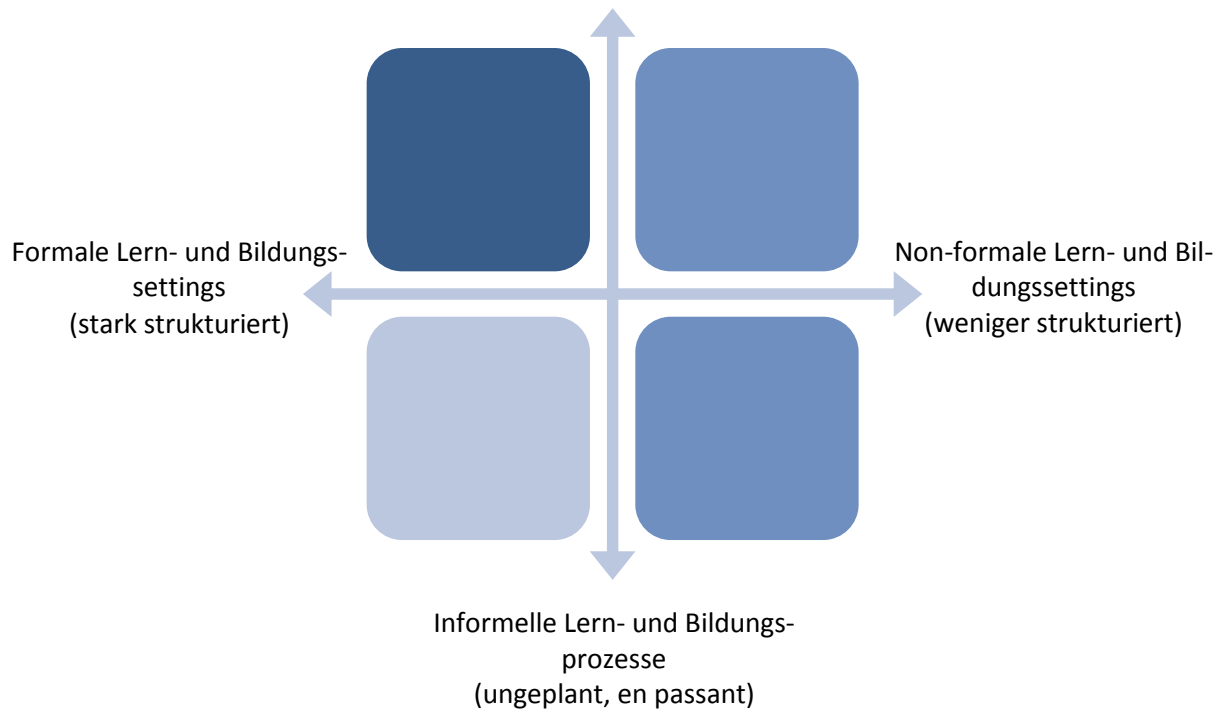 Formale Lern- und Bildungs-
settings
(stark strukturiert)
Non-formale Lern- und Bil-
dungssettings
(weniger strukturiert)
Informelle Lern- und Bildungs-
prozesse
(ungeplant, en passant)